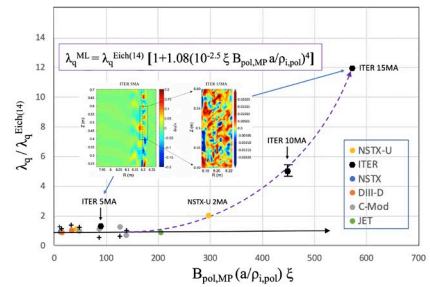 14
12
10
8
6
4
2
0
0
100
200
300
400
500
600
λq / λq Eich(14)
Bpol,MP (a/ρi,pol) ξ
λq ML = λq Eich(14) [1+1.08(10-2.5 ξ Bpol,MP a/ρi,pol)4]
ITER 5MA
ITER 15MA
R (m)
R (m)
Z (m)
ITER 15MA
ITER 10MA
NSTX-U 2MA
ITER 5MA
NSTX-U
ITER
NSTX
DIII-D
C-Mod
JET